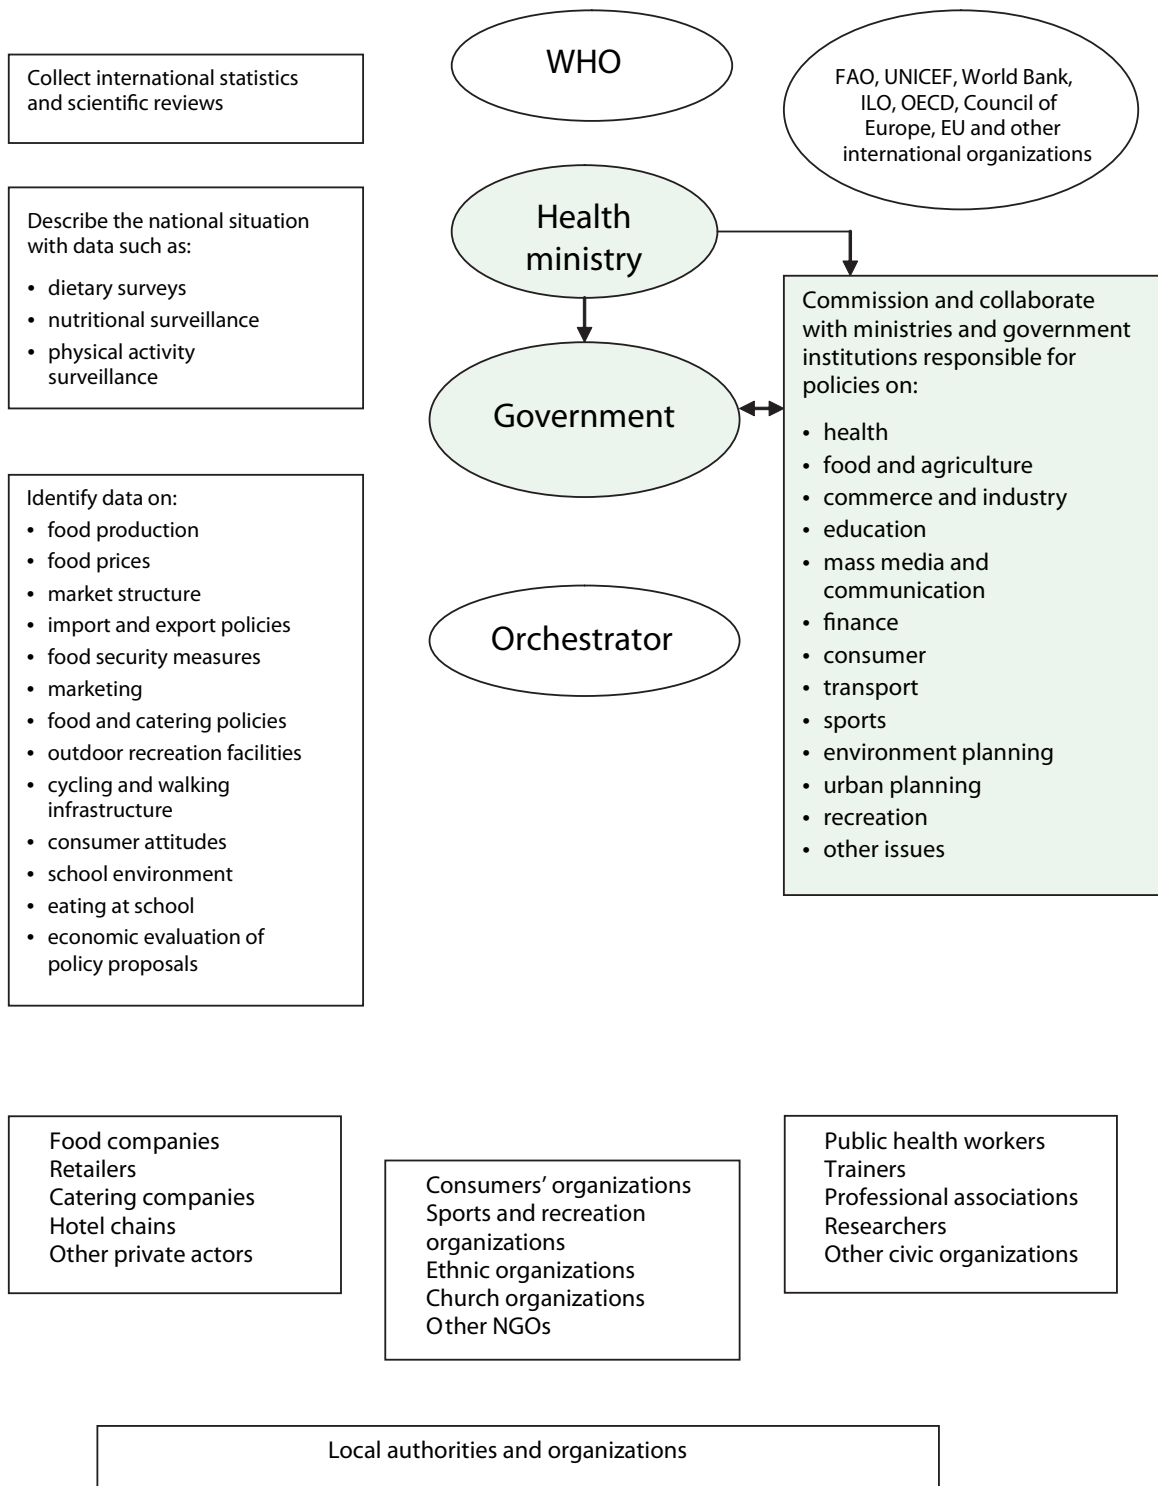 WHO
FAO, UNICEF, World Bank,
ILO, OECD, Council of
Europe, EU and other
international organizations
Collect international statistics
and scientific reviews
Health
ministry
Describe the national situation
with data such as:
• dietary surveys
• nutritional surveillance
• physical activity
surveillance
Government
Commission and collaborate
with ministries and government
institutions responsible for
policies on:
• health
• food and agriculture
• commerce and industry
• education
• mass media and
communication
• finance
• consumer
• transport
• sports
• environment planning
• urban planning
• recreation
• other issues
Identify data on:
• food production
• food prices
• market structure
• import and export policies
• food security measures
• marketing
• food and catering policies
• outdoor recreation facilities
• cycling and walking
infrastructure
• consumer attitudes
• school environment
• eating at school
• economic evaluation of
policy proposals
Orchestrator
Food companies
Retailers
Catering companies
Hotel chains
Other private actors
Consumers’ organizations
Sports and recreation
organizations
Ethnic organizations
Church organizations
Other NGOs
Public health workers
Trainers
Professional associations
Researchers
Other civic organizations
Local authorities and organizations